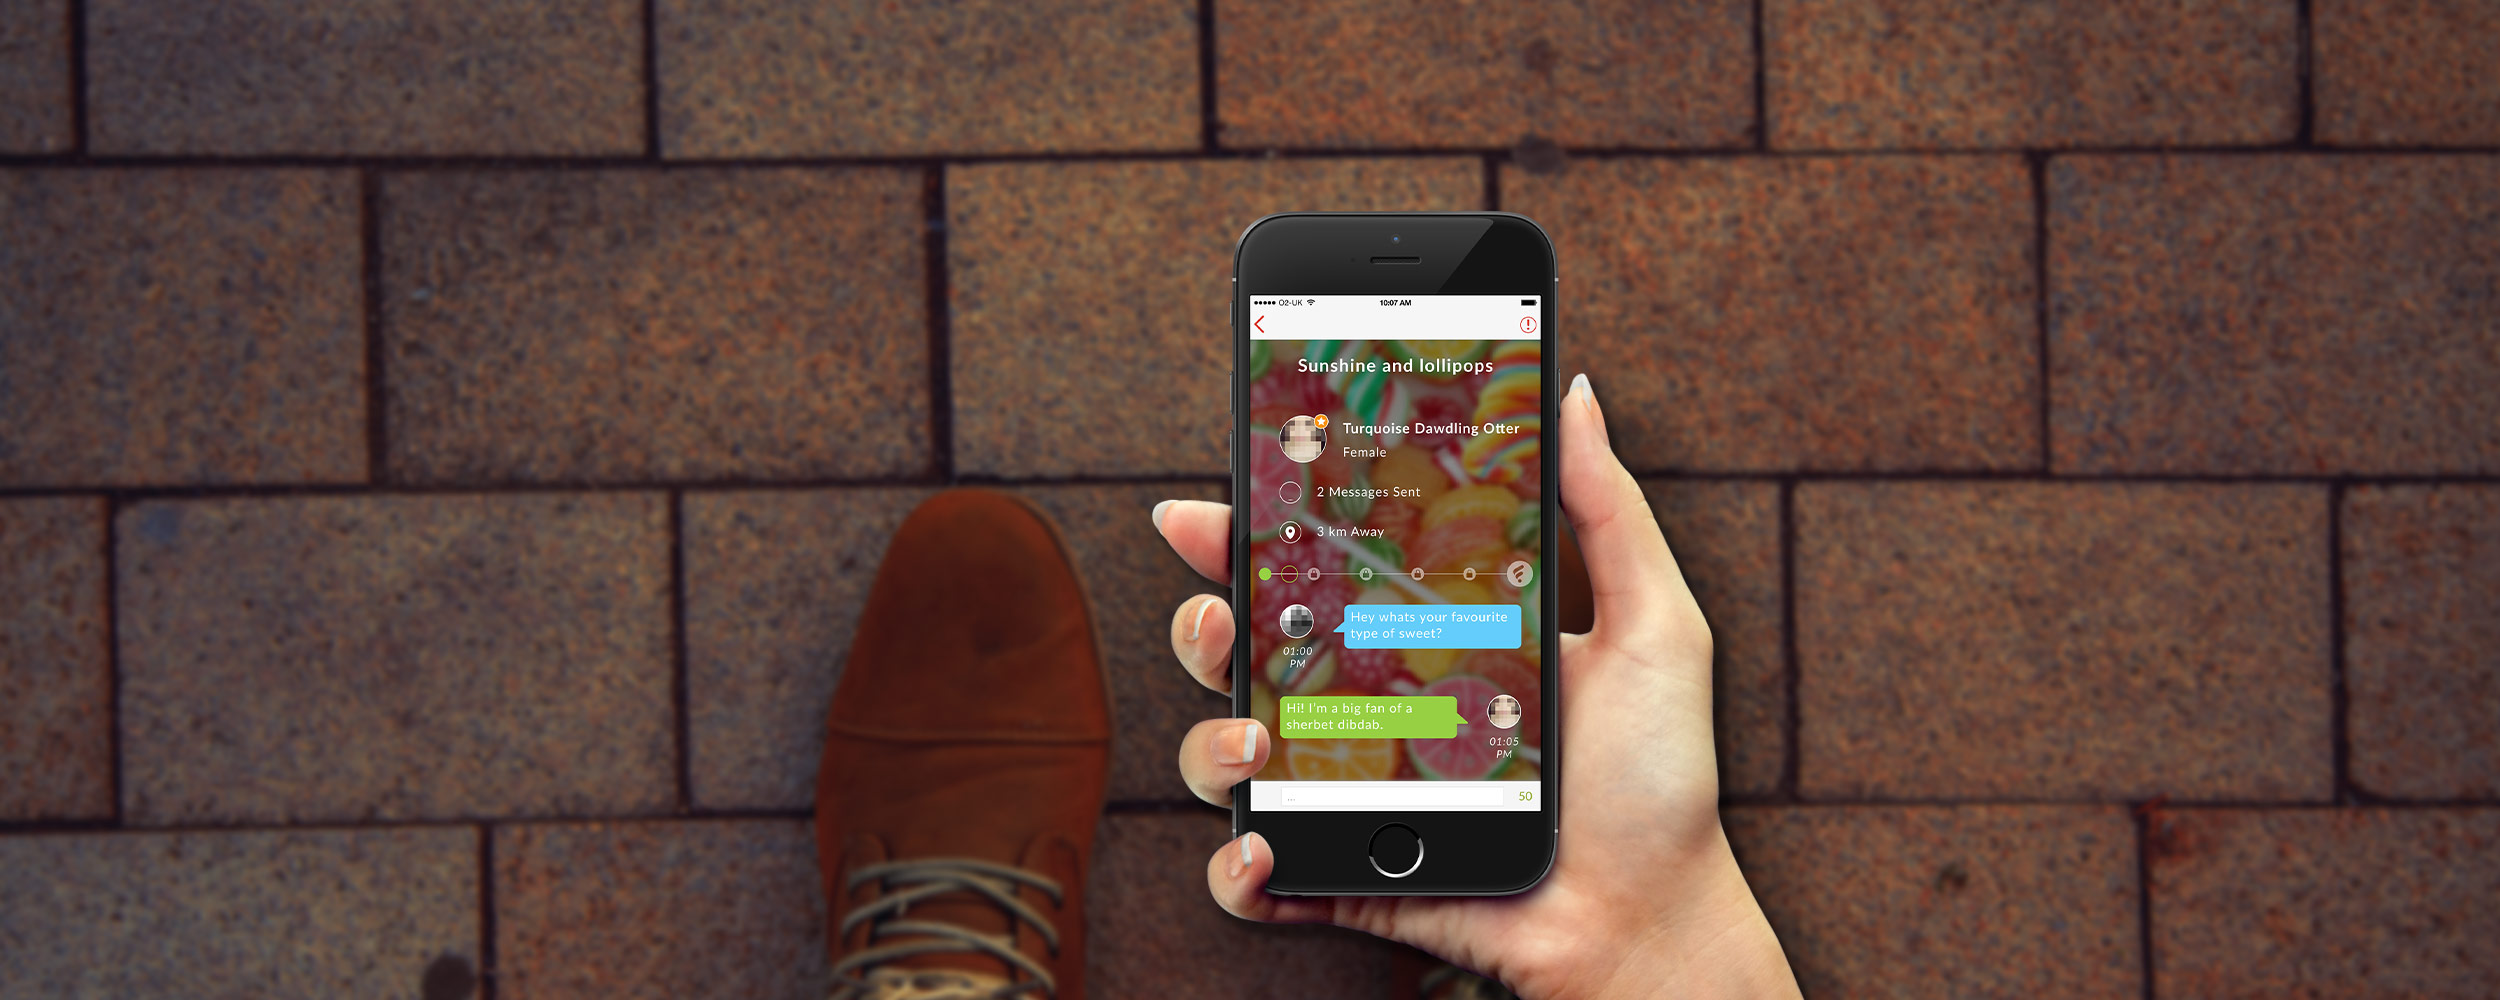 O2-UK 10:07 AM
Sunshine and lollipops
Turquoise Dawdling Otter
Female
2 Messages Sent
3 km Away
Hey whats your favourite
type of sweet?
01:00
PM
Hi! I'm a big fan of a
sherbet dibdab.
01:05
PM
... 50